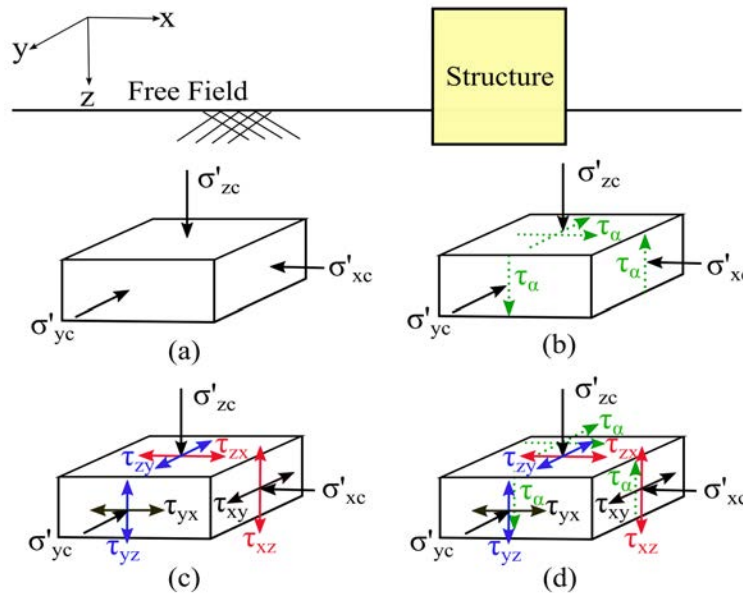 x
y
z
Free Field
Structure
σ'zc
σ'xc
σ'yc
(a)
σ'zc
τα
τα
τα
σ'xc
σ'yc
(b)
σ'zc
τzy
τzx
τyx
τxy
σ'xc
σ'yc
τyz
τxz
(c)
σ'zc
τα
τzy
τzx
τα
τα
τyx
τxy
σ'xc
σ'yc
τyz
τxz
(d)